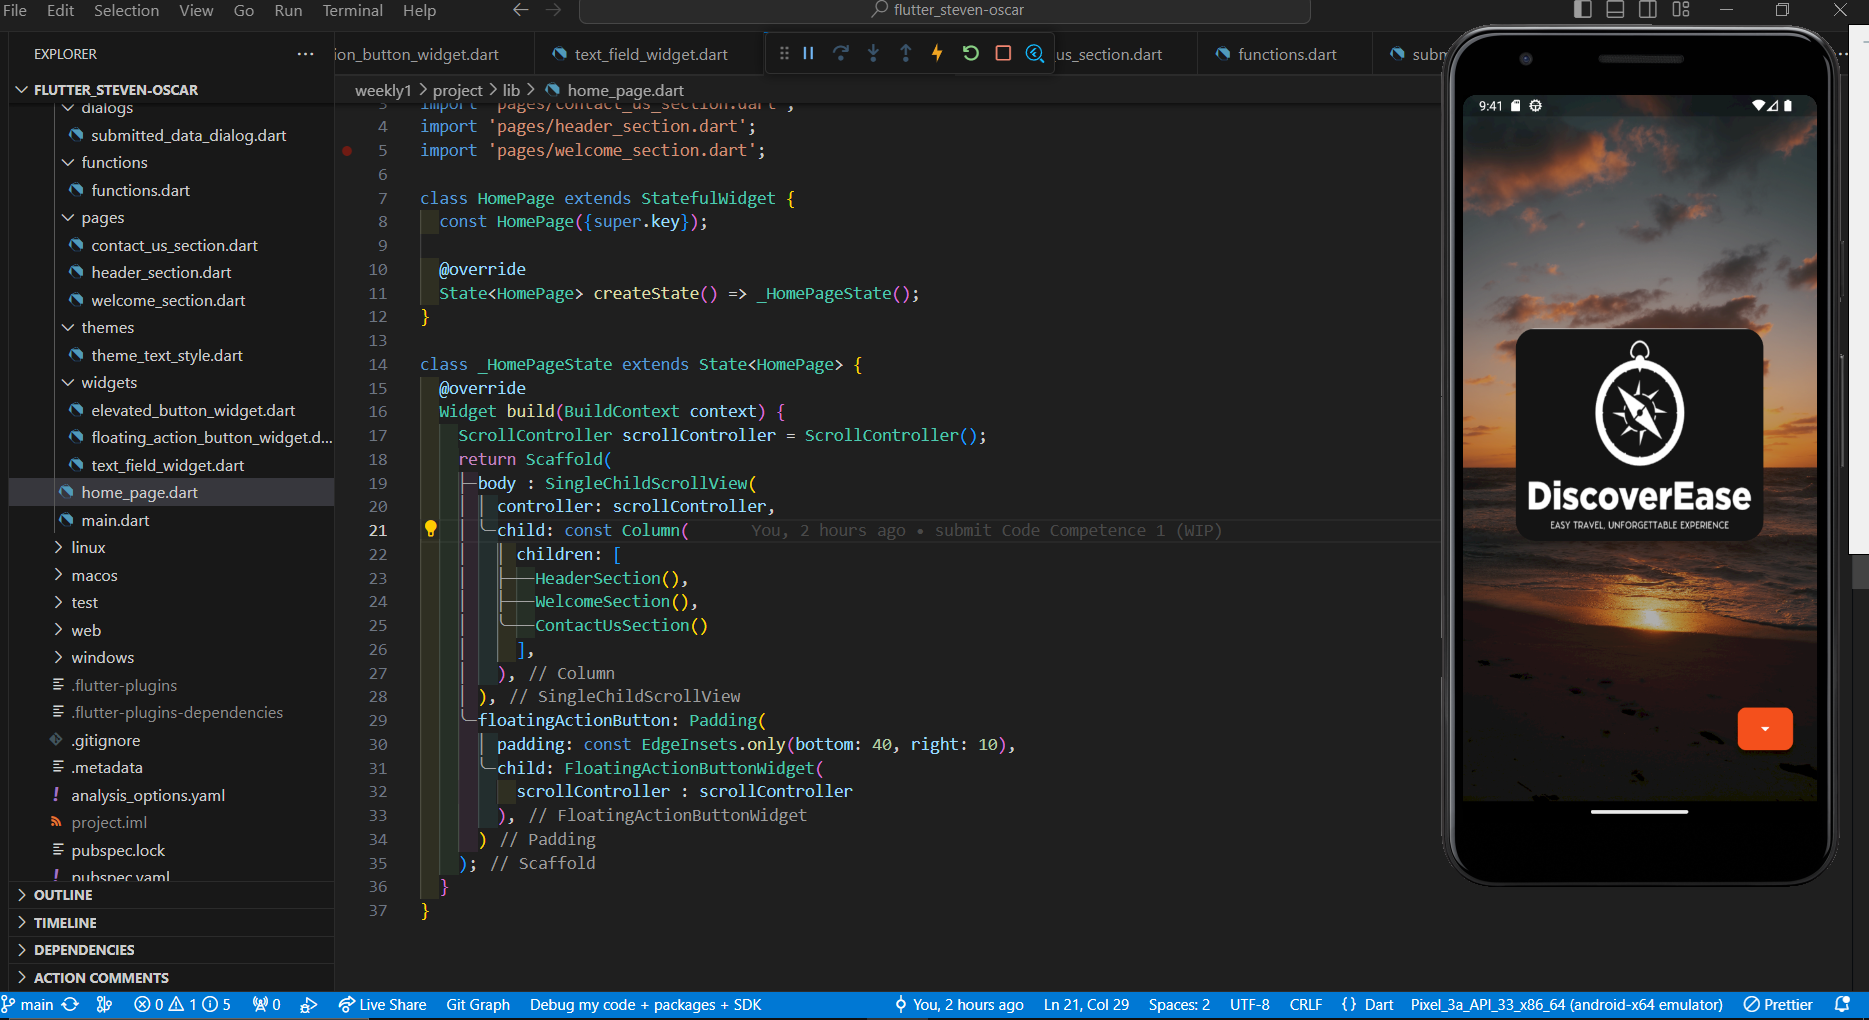 File Edit Selection View Go Run Terminal Help
flutter_steven-oscar
EXPLORER
ion_button_widget.dart
text_field_widget.dart
us_section.dart
functions.dart
subm
FLUTTER_STEVEN-OSCAR
dialogs
submitted_data_dialog.dart
functions
functions.dart
pages
contact_us_section.dart
header_section.dart
welcome_section.dart
themes
theme_text_style.dart
widgets
elevated_button_widget.dart
floating_action_button_widget.d...
text_field_widget.dart
home_page.dart
main.dart
linux
macos
test
web
windows
.flutter-plugins
.flutter-plugins-dependencies
.gitignore
.metadata
analysis_options.yaml
project.iml
pubspec.lock
pubspec.yaml
OUTLINE
TIMELINE
DEPENDENCIES
ACTION COMMENTS
weekly1 > project > lib > home_page.dart
3 import 'pages/contact_us_section.dart';
4 import 'pages/header_section.dart';
5 import 'pages/welcome_section.dart';
6
7 class HomePage extends StatefulWidget {
8 const HomePage({super.key});
9
10 @override
11 State<HomePage> createState() => _HomePageState();
12 }
13
14 class _HomePageState extends State<HomePage> {
15 @override
16 Widget build(BuildContext context) {
17 ScrollController scrollController = ScrollController();
18 return Scaffold(
19 body : SingleChildScrollView(
20 controller: scrollController,
21 child: const Column( You, 2 hours ago • submit Code Competence 1 (WIP)
22 children: [
23 HeaderSection(),
24 WelcomeSection(),
25 ContactUsSection()
26 ],
27 ), // Column
28 ), // SingleChildScrollView
29 floatingActionButton: Padding(
30 padding: const EdgeInsets.only(bottom: 40, right: 10),
31 child: FloatingActionButtonWidget(
32 scrollController : scrollController
33 ), // FloatingActionButtonWidget
34 ) // Padding
35 ); // Scaffold
36 }
37 }
9:41
DiscoverEase
EASY TRAVEL, UNFORGETTABLE EXPERIENCE
main 0 1 5 0 Live Share Git Graph Debug my code + packages + SDK You, 2 hours ago Ln 21, Col 29 Spaces: 2 UTF-8 CRLF {} Dart Pixel_3a_API_33_x86_64 (android-x64 emulator) Prettier